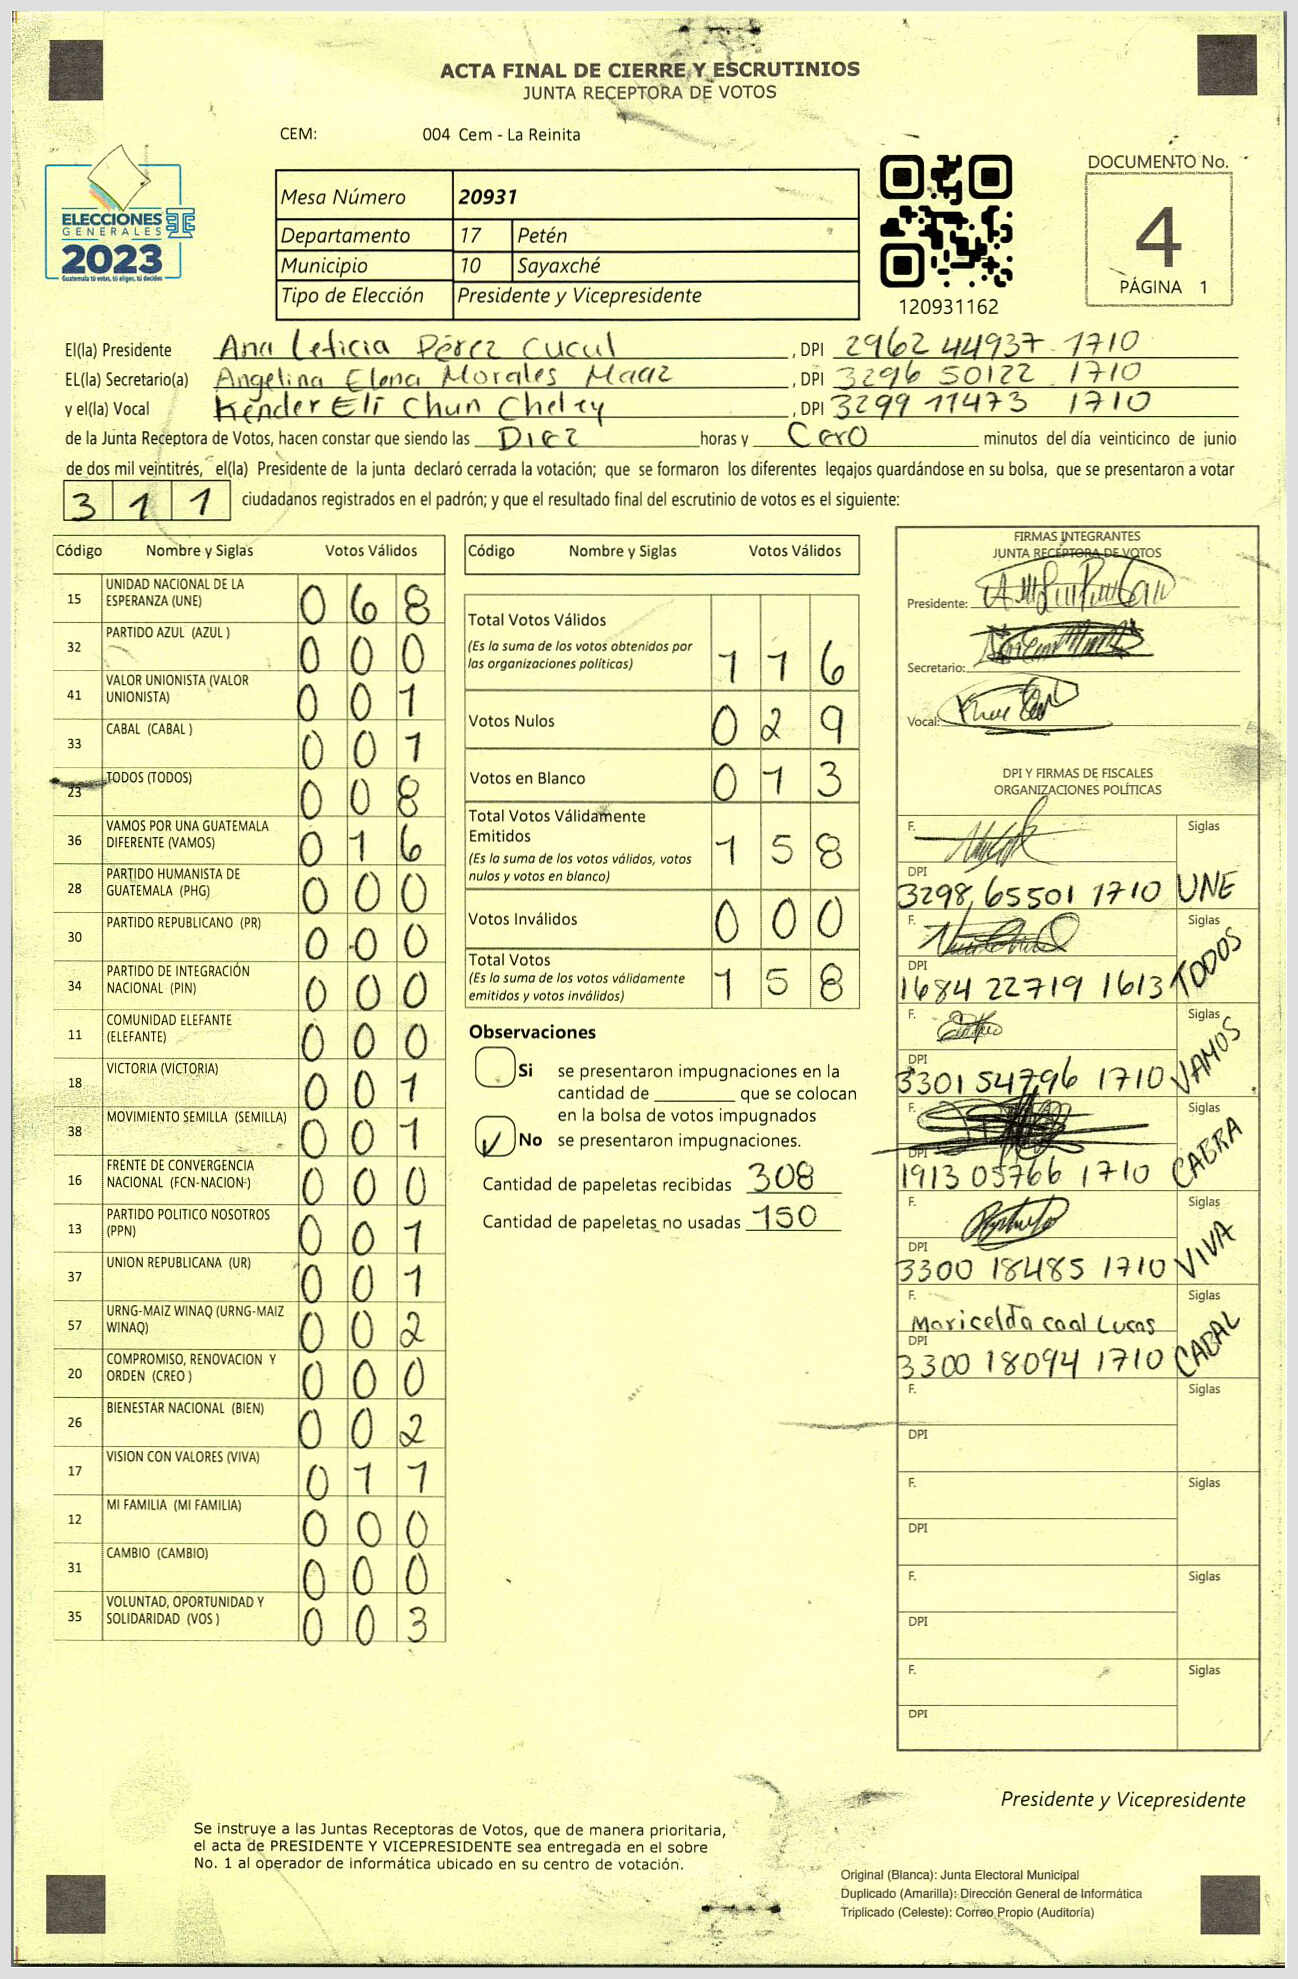 ACTA FINAL DE CIERRE Y ESCRUTINIOS
JUNTA RECEPTORA DE VOTOS
CEM: 004 Cem - La Reinita
ELECCIONES
GENERALES
2023
Guatemala tú votas, tú eliges, tú decides
Mesa Número 20931
Departamento 17 Petén
Municipio 10 Sayaxché
Tipo de Elección Presidente y Vicepresidente
120931162
DOCUMENTO No.
4
PÁGINA 1
El(la) Presidente Ana Leticia Pérez Cucul , DPI 2962 44937 1710
EL(la) Secretario(a) Angelina Elena Morales Maaz , DPI 3296 50122 1710
y el(la) Vocal Kender Elí Chun , DPI 3299 11473 1710
de la Junta Receptora de Votos, hacen constar que siendo las Diez horas y Cero minutos del día veinticinco de junio
de dos mil veintitrés, el(la) Presidente de la junta declaró cerrada la votación; que se formaron los diferentes legajos guardándose en su bolsa, que se presentaron a votar
311 ciudadanos registrados en el padrón; y que el resultado final del escrutinio de votos es el siguiente:
Código Nombre y Siglas Votos Válidos
15 UNIDAD NACIONAL DE LA ESPERANZA (UNE) 0 6 8
32 PARTIDO AZUL (AZUL ) 0 0 0
41 VALOR UNIONISTA (VALOR UNIONISTA) 0 0 1
33 CABAL (CABAL ) 0 0 1
23 TODOS (TODOS) 0 0 8
36 VAMOS POR UNA GUATEMALA DIFERENTE (VAMOS) 0 1 6
28 PARTIDO HUMANISTA DE GUATEMALA (PHG) 0 0 0
30 PARTIDO REPUBLICANO (PR) 0 0 0
34 PARTIDO DE INTEGRACIÓN NACIONAL (PIN) 0 0 0
11 COMUNIDAD ELEFANTE (ELEFANTE) 0 0 0
18 VICTORIA (VICTORIA) 0 0 1
38 MOVIMIENTO SEMILLA (SEMILLA) 0 0 1
16 FRENTE DE CONVERGENCIA NACIONAL (FCN-NACION-) 0 0 0
13 PARTIDO POLITICO NOSOTROS (PPN) 0 0 1
37 UNION REPUBLICANA (UR) 0 0 1
57 URNG-MAIZ WINAQ (URNG-MAIZ WINAQ) 0 0 2
20 COMPROMISO, RENOVACION Y ORDEN (CREO ) 0 0 0
26 BIENESTAR NACIONAL (BIEN) 0 0 2
17 VISION CON VALORES (VIVA) 0 1 1
12 MI FAMILIA (MI FAMILIA) 0 0 0
31 CAMBIO (CAMBIO) 0 0 0
35 VOLUNTAD, OPORTUNIDAD Y SOLIDARIDAD (VOS ) 0 0 3
Código Nombre y Siglas Votos Válidos
Total Votos Válidos
(Es la suma de los votos obtenidos por
las organizaciones políticas) 1 1 6
Votos Nulos 0 2 9
Votos en Blanco 0 1 3
Total Votos Válidamente
Emitidos
(Es la suma de los votos válidos, votos
nulos y votos en blanco) 1 5 8
Votos Inválidos 0 0 0
Total Votos
(Es la suma de los votos válidamente
emitidos y votos inválidos) 1 5 8
Observaciones
Si se presentaron impugnaciones en la
cantidad de ________ que se colocan
en la bolsa de votos impugnados
No se presentaron impugnaciones.
Cantidad de papeletas recibidas 308
Cantidad de papeletas no usadas 150
FIRMAS INTEGRANTES
JUNTA RECEPTORA DE VOTOS
Presidente:
Secretario:
Vocal:
DPI Y FIRMAS DE FISCALES
ORGANIZACIONES POLÍTICAS
F. Siglas
DPI
3298 65501 1710 UNE
F. Siglas
DPI
1684 22719 1613 TODOS
F. Siglas
DPI
3301 54796 1710 VAMOS
F. Siglas
DPI
1913 05766 1710 CABRA
F. Siglas
DPI
3300 18485 1710 VIVA
F. Siglas
Maricelda Caal Lucas
DPI
3300 18094 1710 CABAL
F. Siglas
DPI
F. Siglas
DPI
F. Siglas
DPI
F. Siglas
DPI
Presidente y Vicepresidente
Se instruye a las Juntas Receptoras de Votos, que de manera prioritaria,
el acta de PRESIDENTE Y VICEPRESIDENTE sea entregada en el sobre
No. 1 al operador de informática ubicado en su centro de votación.
Original (Blanca): Junta Electoral Municipal
Duplicado (Amarilla): Dirección General de Informática
Triplicado (Celeste): Correo Propio (Auditoría)